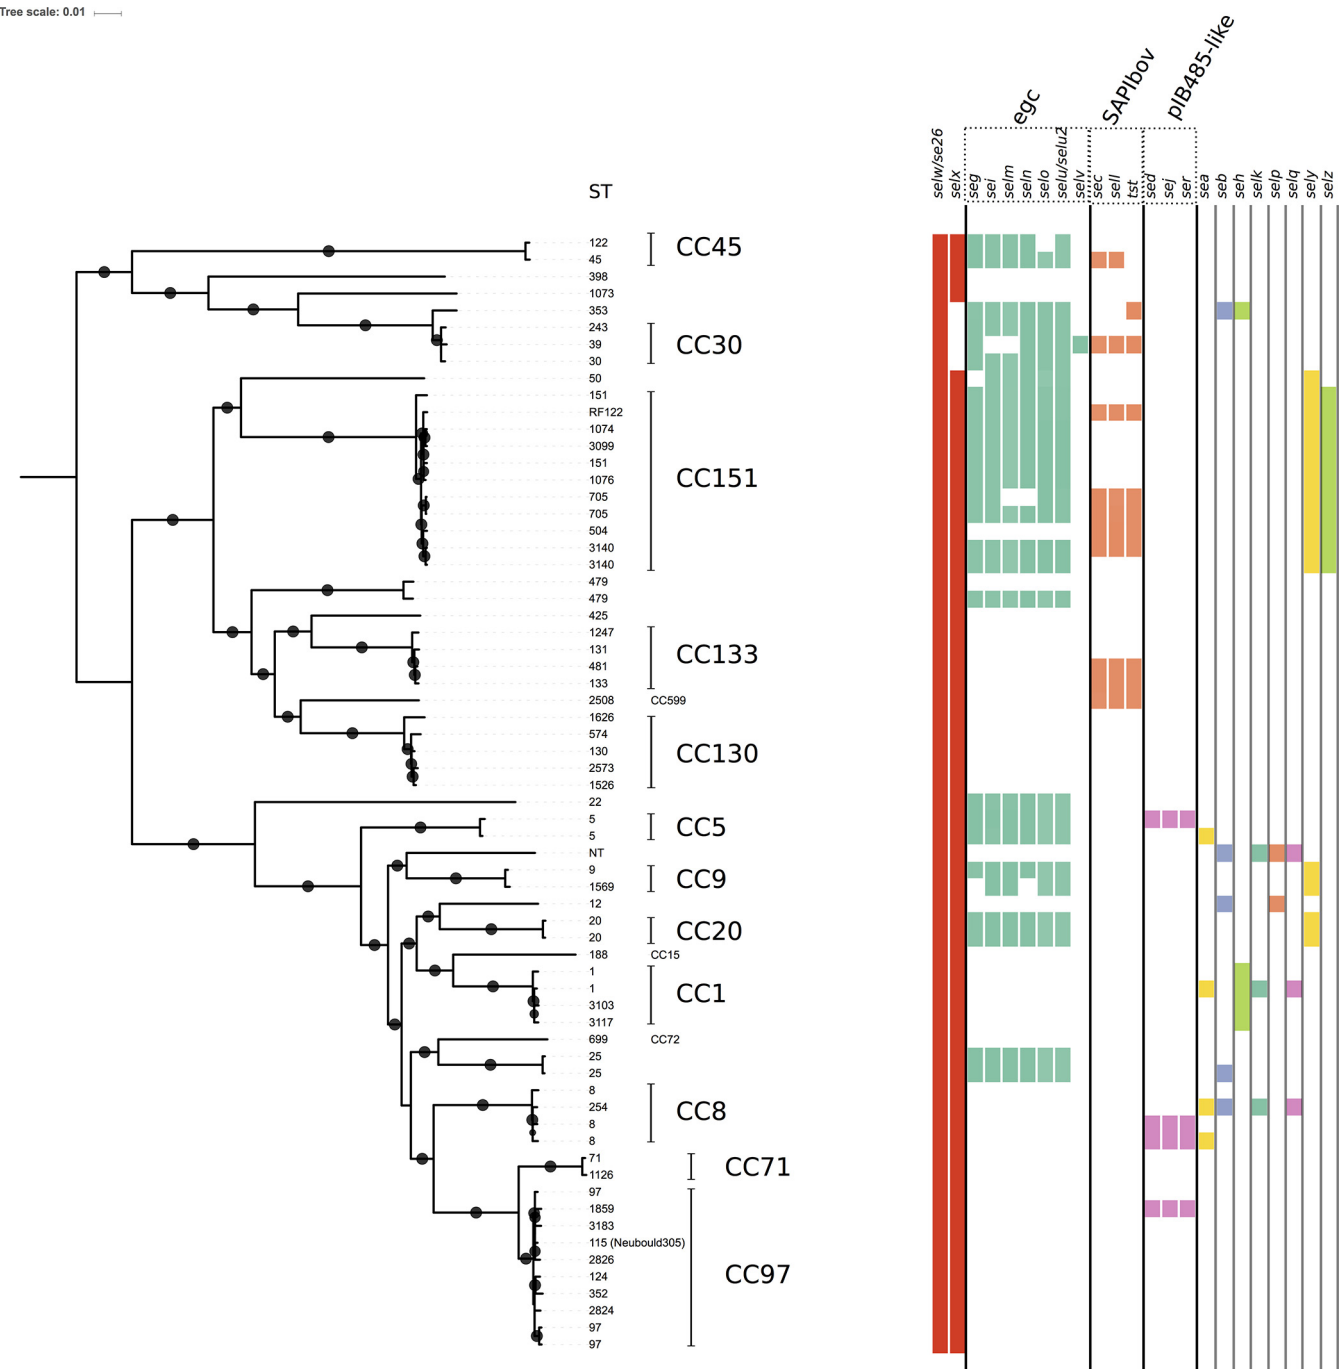 Tree scale: 0.01
egc
SAPIbov
pIB485-like
selw/se26
selx
seg
sei
selm
seln
selo
selu/selu2
selv
sec
sell
tst
sed
sej
ser
sea
seb
seh
selk
selp
selq
sely
selz
ST
122
CC45
45
398
1073
353
243
39
CC30
30
50
151
RF122
1074
3099
151
CC151
1076
705
705
504
3140
3140
479
479
425
1247
131
CC133
481
133
2508 CC599
1626
574
130
CC130
2573
1526
22
5
CC5
5
NT
9
CC9
1569
12
20
CC20
20
188 CC15
1
1
CC1
3103
3117
699 CC72
25
25
8
254
CC8
8
8
71
CC71
1126
97
1859
3183
115 (Neubould305)
2826
124
CC97
352
2824
97
97